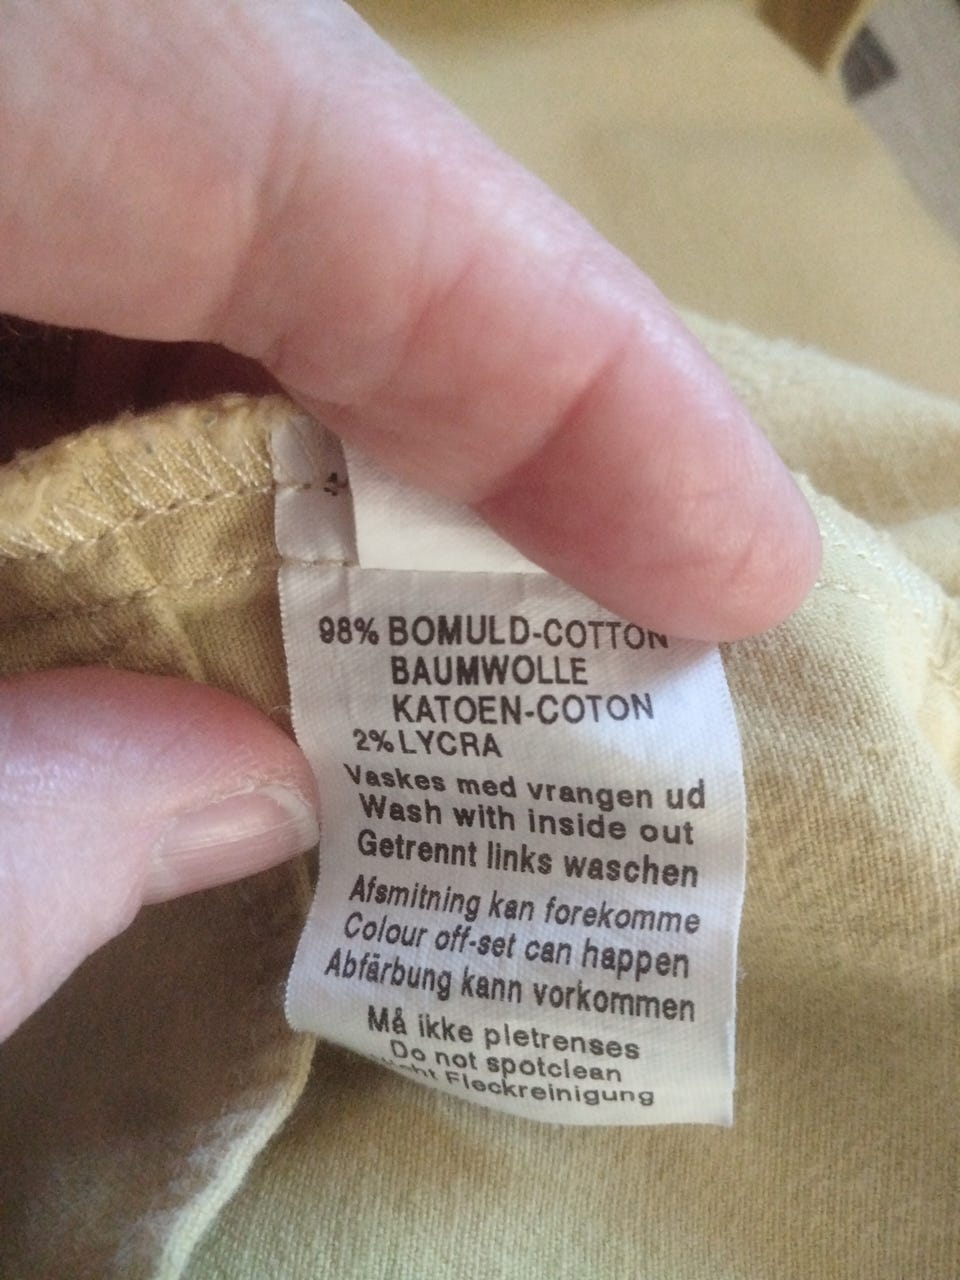 98% BOMULD-COTTON
BAUMWOLLE
KATOEN-COTON
2% LYCRA
Vaskes med vrangen ud
Wash with inside out
Getrennt links waschen
Afsmitning kan forekomme
Colour off-set can happen
Abfärbung kann vorkommen
Må ikke pletrenses
Do not spotclean
Fleckreinigung